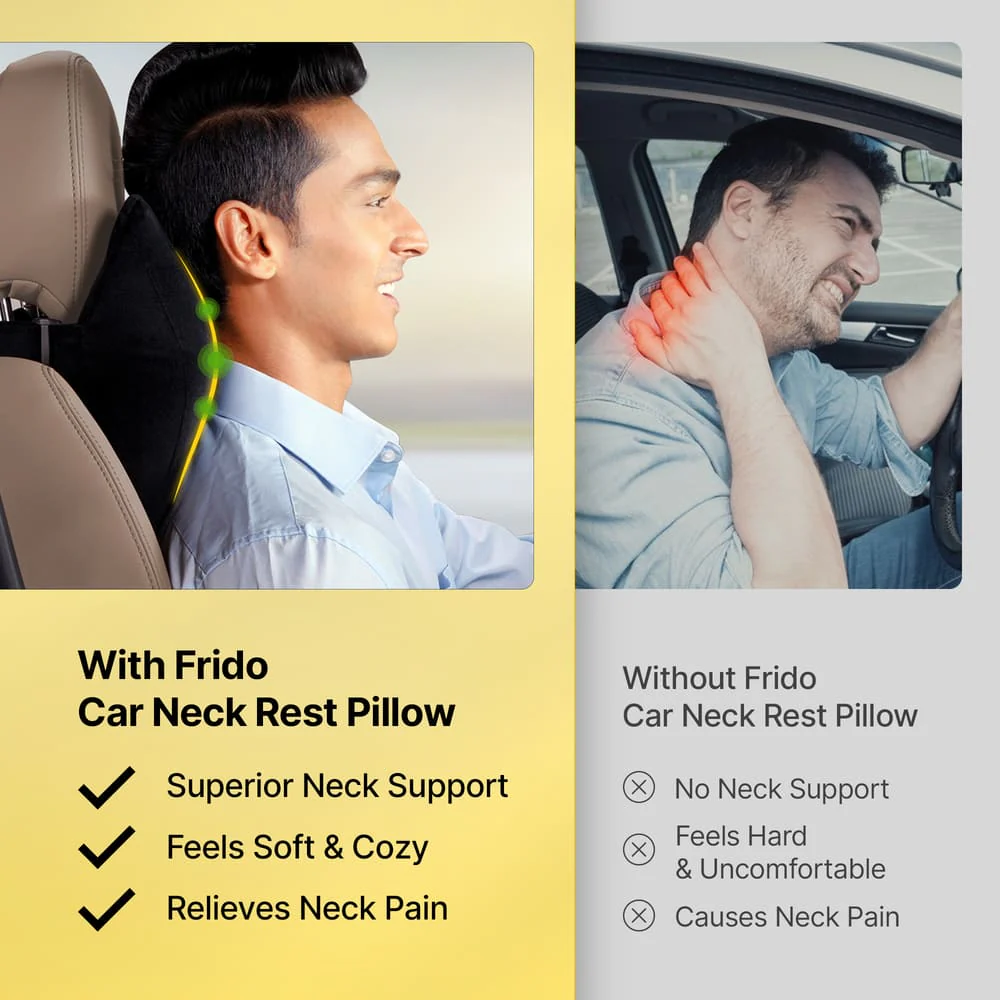 With Frido
Car Neck Rest Pillow
Superior Neck Support
Feels Soft & Cozy
Relieves Neck Pain
Without Frido
Car Neck Rest Pillow
No Neck Support
Feels Hard
& Uncomfortable
Causes Neck Pain